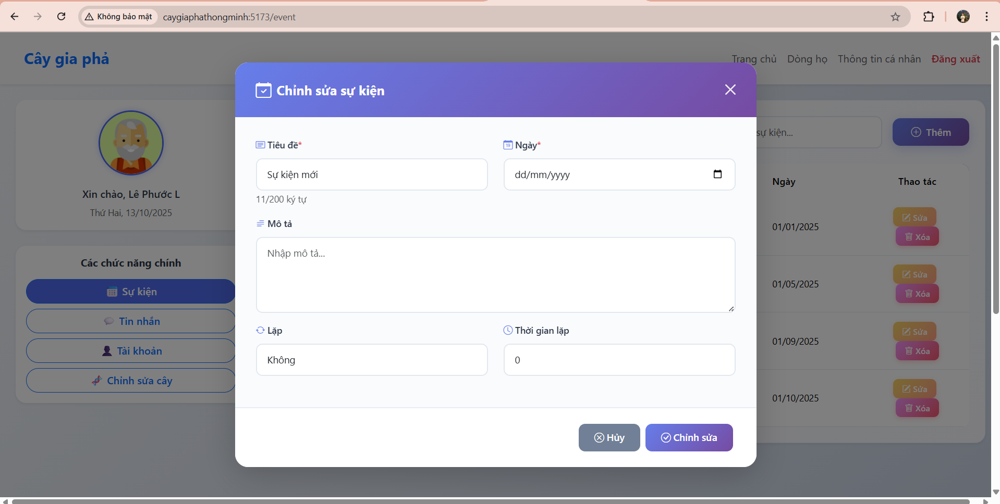 Không bảo mật caygiaphathongminh:5173/event
Cây gia phả
Trang chủ Dòng họ Thông tin cá nhân Đăng xuất
Xin chào, Lê Phước L
Thứ Hai, 13/10/2025
Các chức năng chính
Sự kiện
Tin nhắn
Tài khoản
Chỉnh sửa cây
Chỉnh sửa sự kiện
Tiêu đề* Ngày*
Sự kiện mới dd/mm/yyyy
11/200 ký tự
Mô tả
Nhập mô tả...
Lặp Thời gian lặp
Không 0
Hủy Chỉnh sửa
sự kiện... Thêm
Ngày Thao tác
01/01/2025 Sửa
Xóa
01/05/2025 Sửa
Xóa
01/09/2025 Sửa
Xóa
01/10/2025 Sửa
Xóa